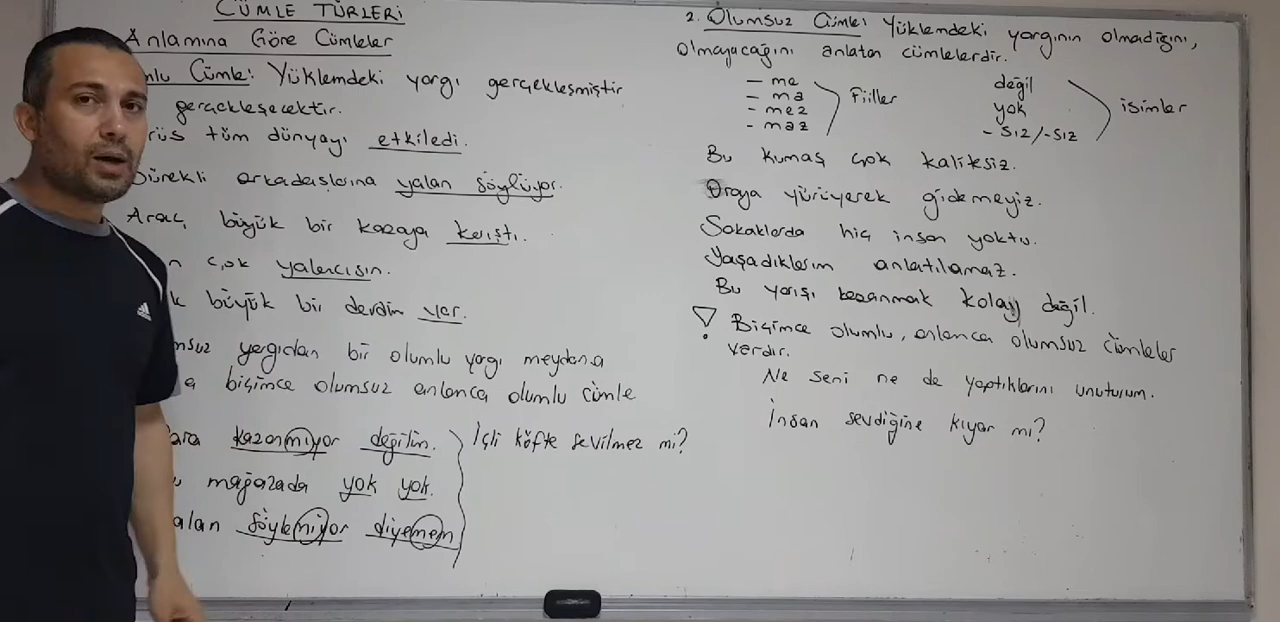 CÜMLE TÜRLERİ
Anlamına Göre Cümleler
mlu Cümle: Yüklemdeki yargı gerçekleşmiştir
gerçekleşecektir.
rüs tüm dünyayı etkiledi.
Sürekli arkadaşlarına yalan söylüyor.
Araç, büyük bir kazaya karıştı.
n çok yalancısın.
k büyük bir derdim var.
msuz yargıdan bir olumlu yargı meydana
a biçimce olumsuz anlamca olumlu cümle
ara kazanmıyor değilim.
mağazada yok yok.
alan söylemiyor diyemem
İçli köfte sevilmez mi?
2. Olumsuz Cümle: Yüklemdeki yargının olmadığını,
olmayacağını anlatan cümlelerdir.
- me
- ma
- mez
- maz
Fiiller
değil
yok
- sız/-siz
isimler
Bu kumaş çok kalitesiz.
Oraya yürüyerek gidemeyiz.
Sokaklarda hiç insan yoktu.
Yaşadıklarım anlatılamaz.
Bu yarışı kazanmak kolay değil.
! Biçimce olumlu, anlamca olumsuz cümleler
vardır.
Ne seni ne de yaptıklarını unuturum.
İnsan sevdiğine kıyar mı?